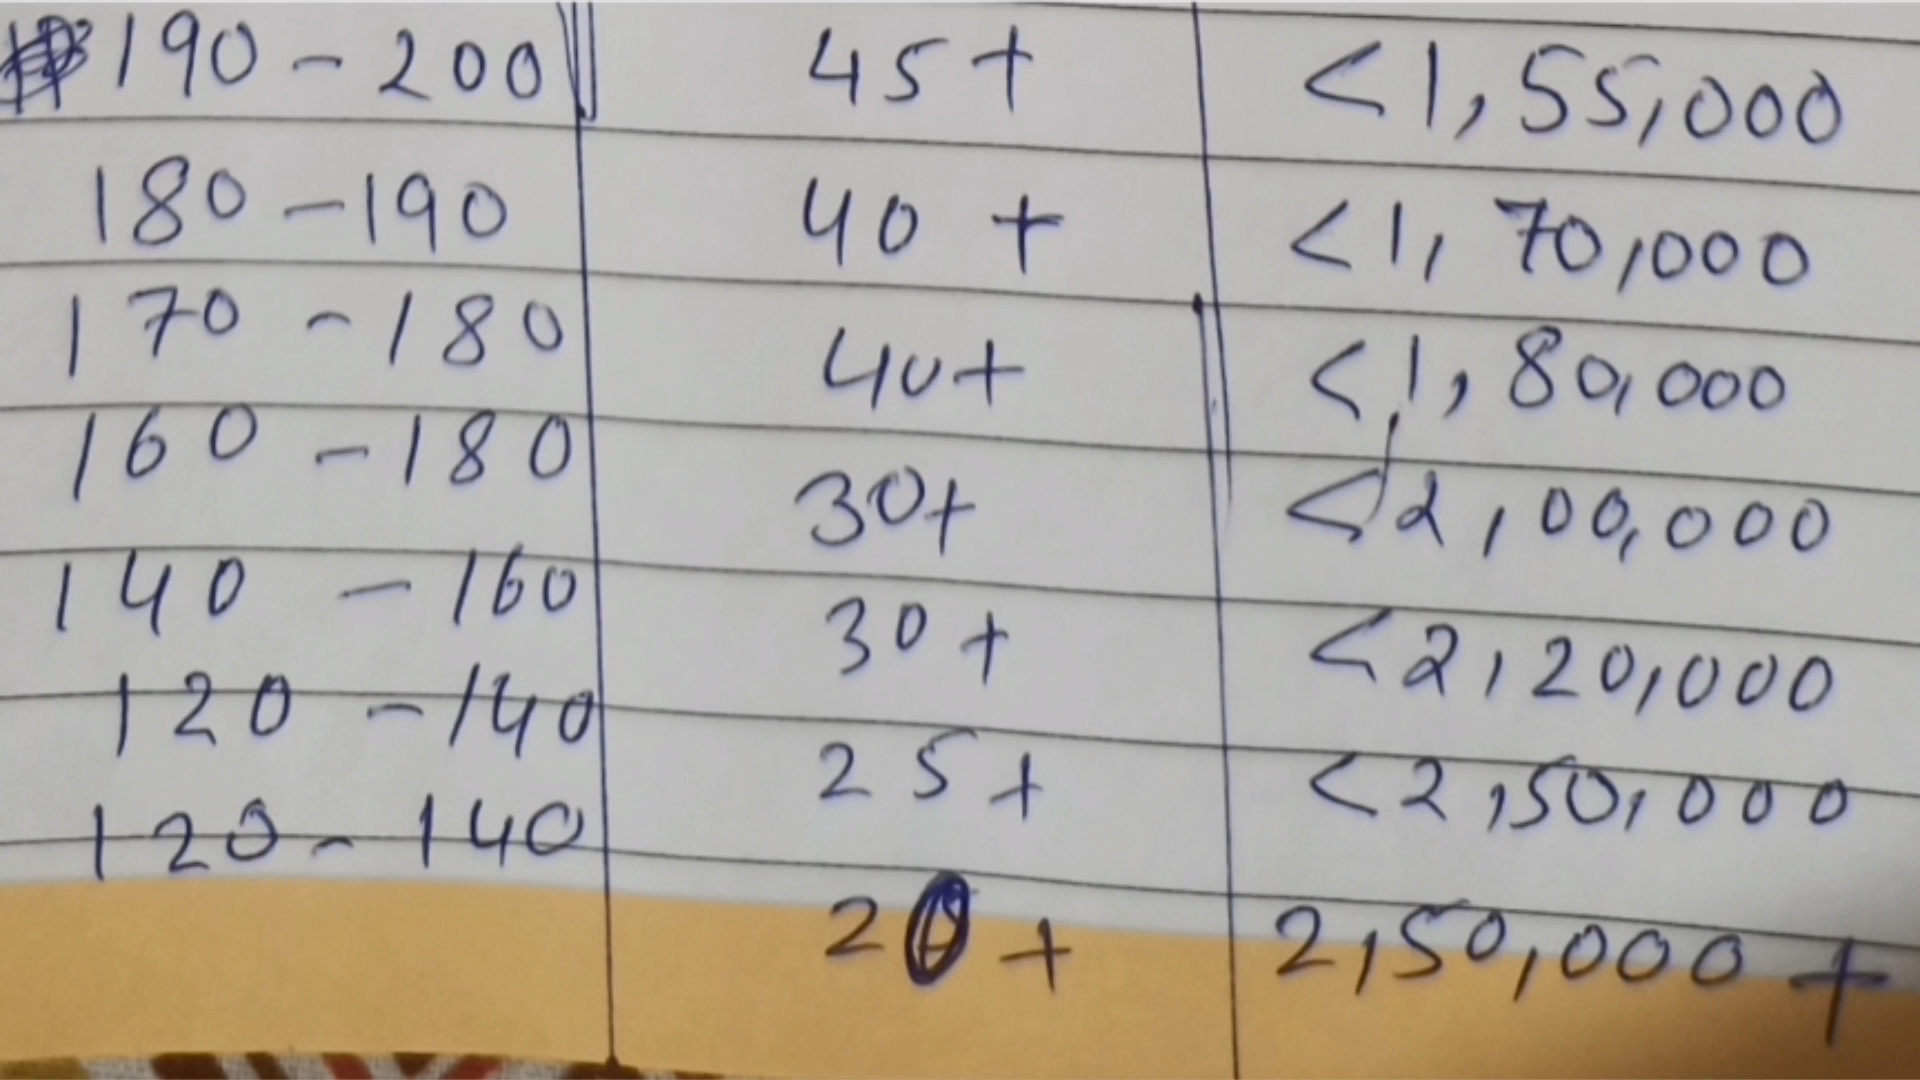 190 - 200 45+ <1,55,000
180 - 190 40 + <1, 70,000
170 - 180 40+ <1, 80,000
160 - 180 30+ <2,00,000
140 - 160 30+ <2,20,000
120 - 140 25+ <2,50,000
120 - 140 20+ 2,50,000+